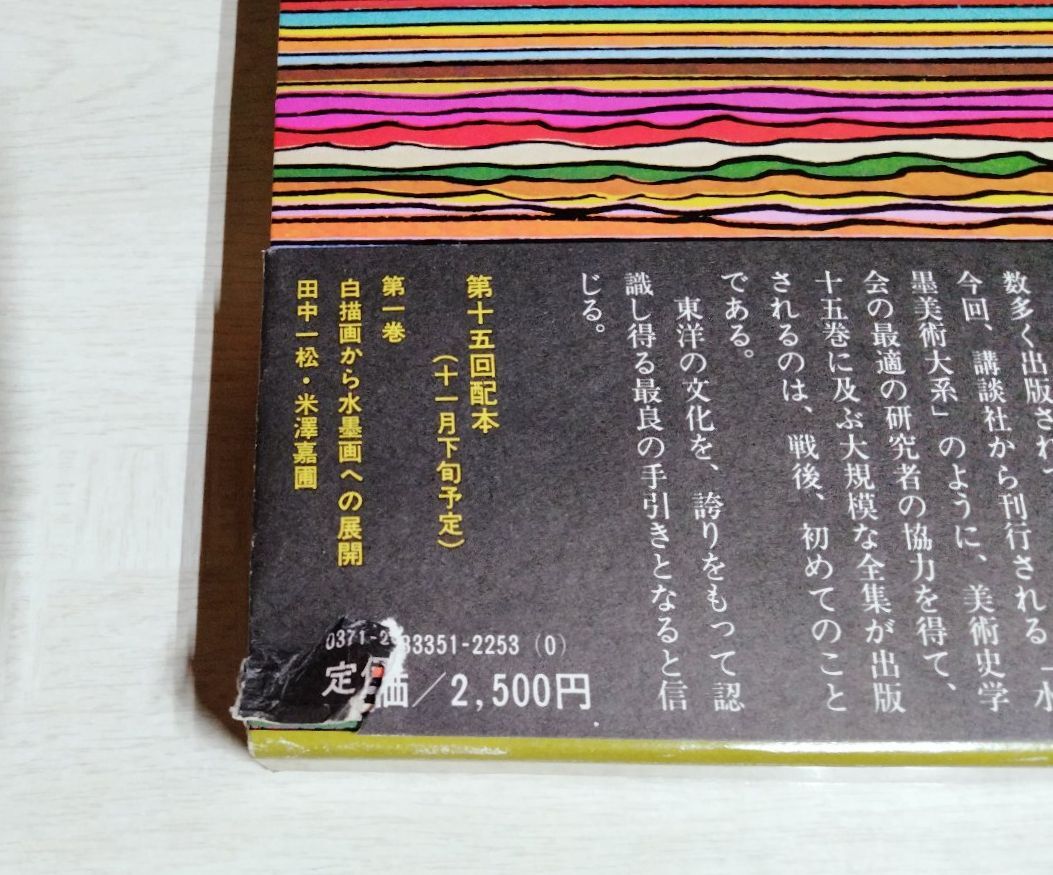 数多く出版され
今回、講談社から刊行される「水
墨美術大系」のように、美術史学
会の最適の研究者の協力を得て、
十五巻に及ぶ大規模な全集が出版
されるのは、戦後、初めてのこと
である。
東洋の文化を、誇りをもって認
識し得る最良の手引きとなると信
じる。
第十五回配本
(十一月下旬予定)
第一巻
白描画から水墨画への展開
田中一松・米澤嘉圃
0371-2 33351-2253 (0)
定価/2,500円